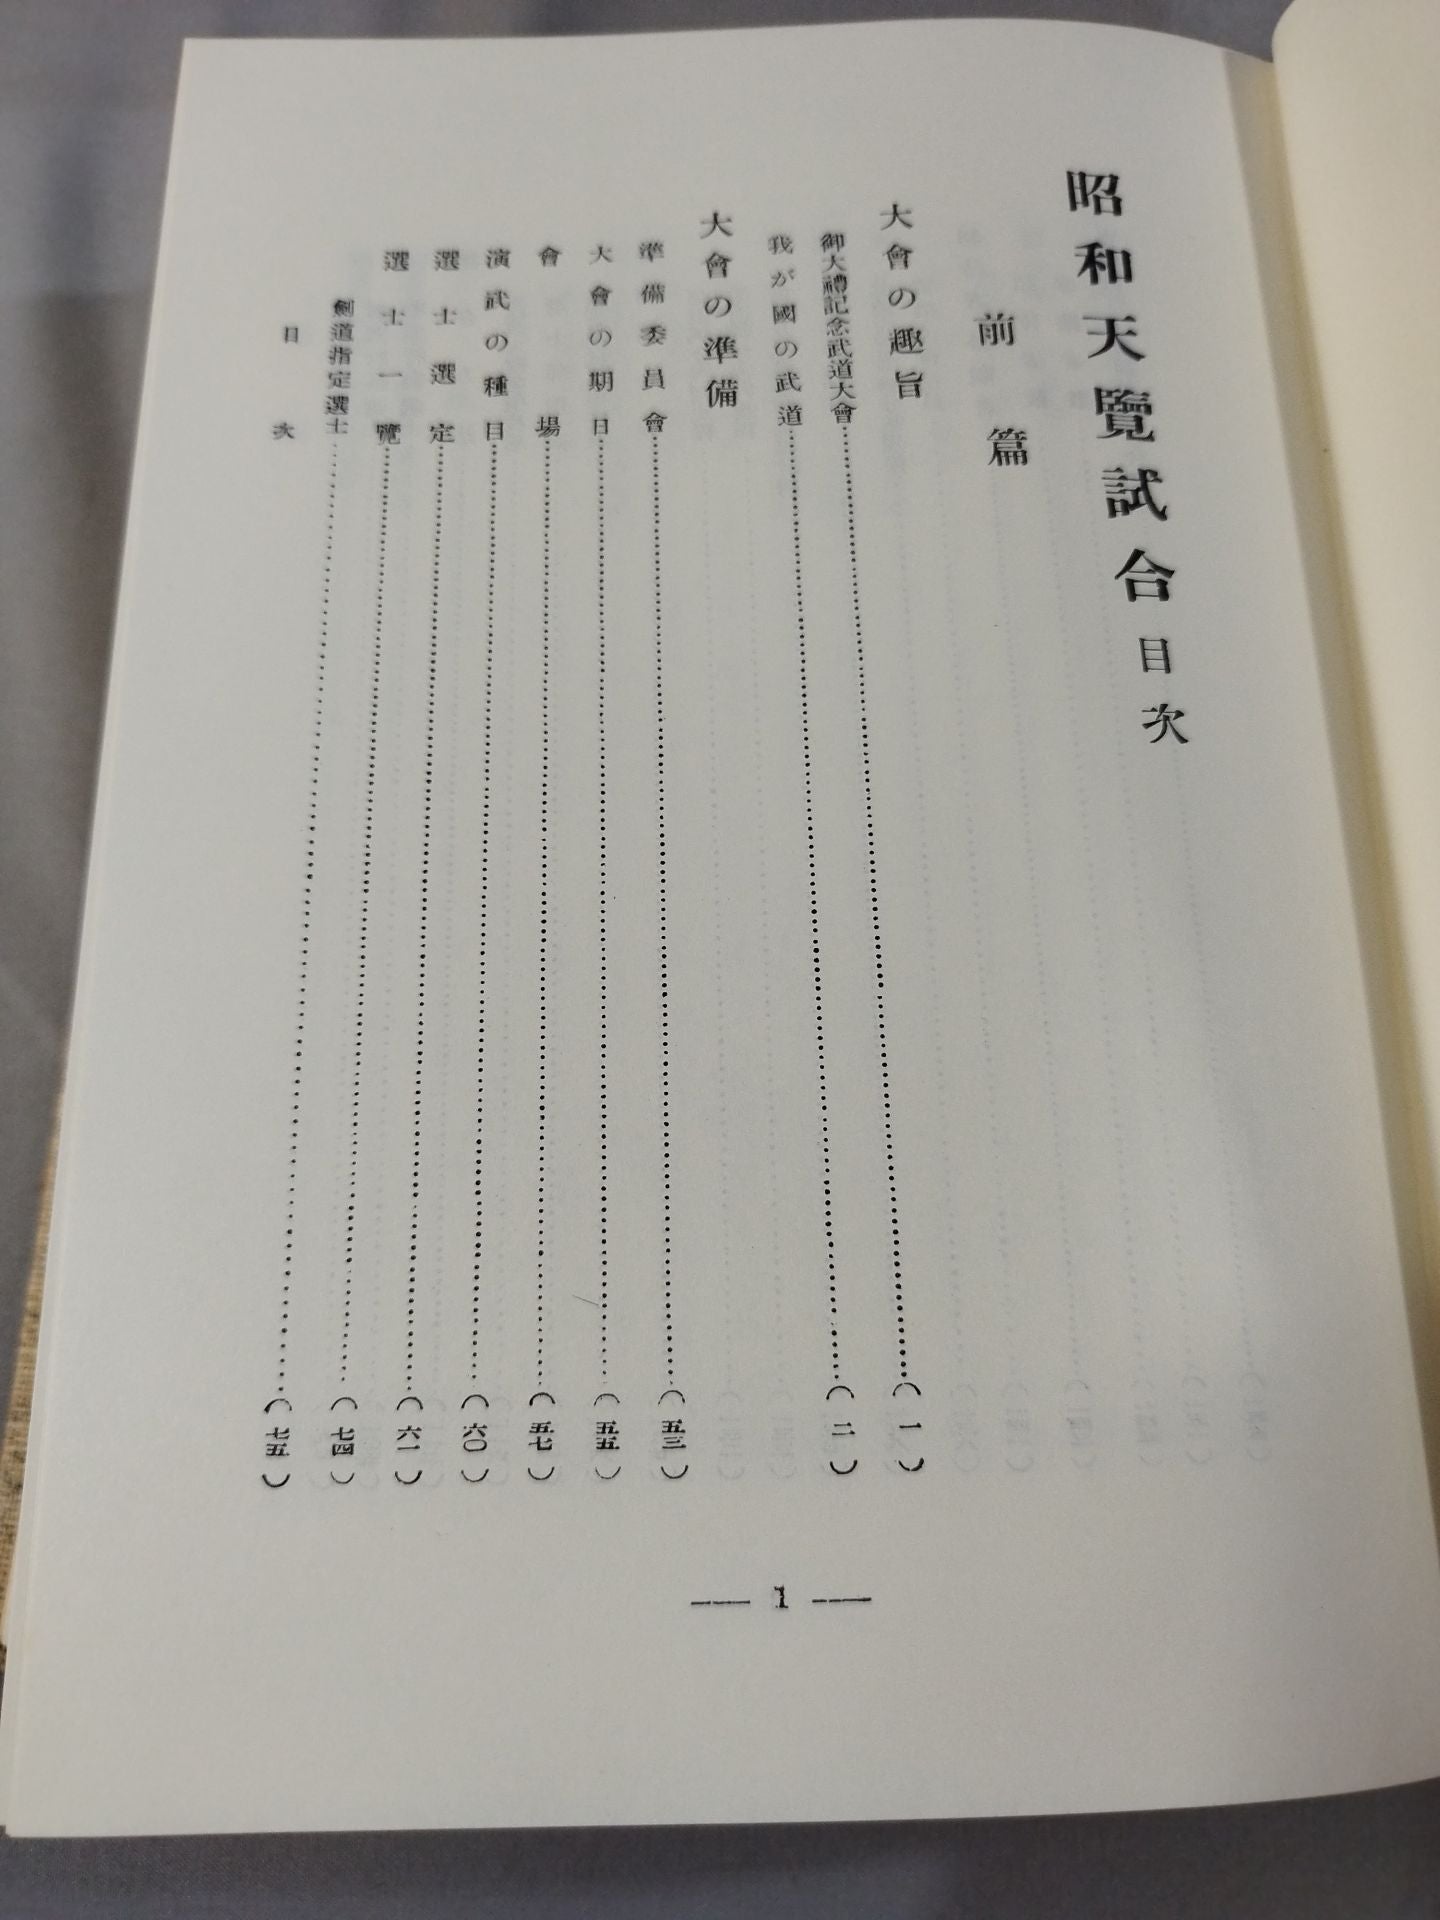 昭和天覽試合目次
前篇
大會の趣旨
御大禮記念武道大會……(一)
我が國の武道……(二)
大會の準備
準備委員會……(五三)
大會の期日……(五五)
會場……(五七)
演武の種目……(六〇)
選士選定……(六一)
選士一覽……(七四)
劍道指定選士……(七五)
目次
— 1 —